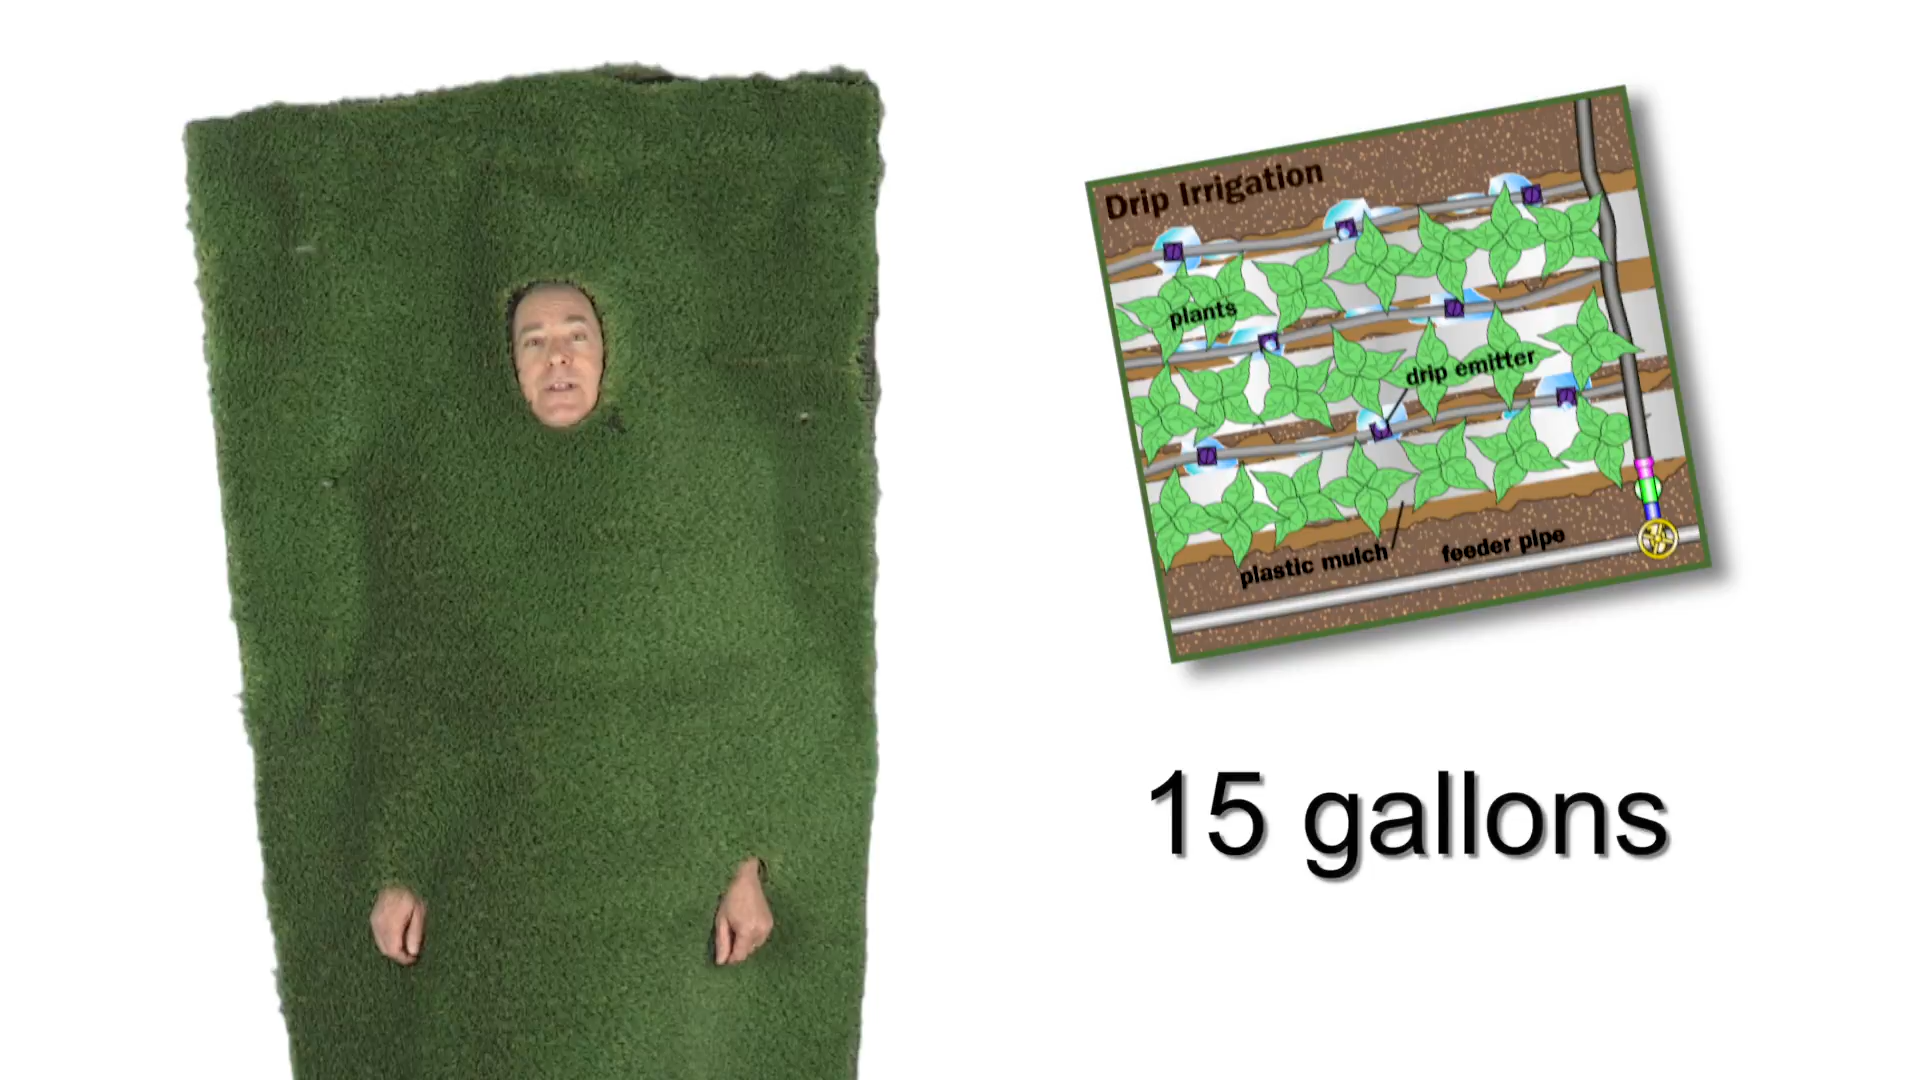 Drip Irrigation
plants
drip emitter
plastic mulch
feeder pipe
15 gallons